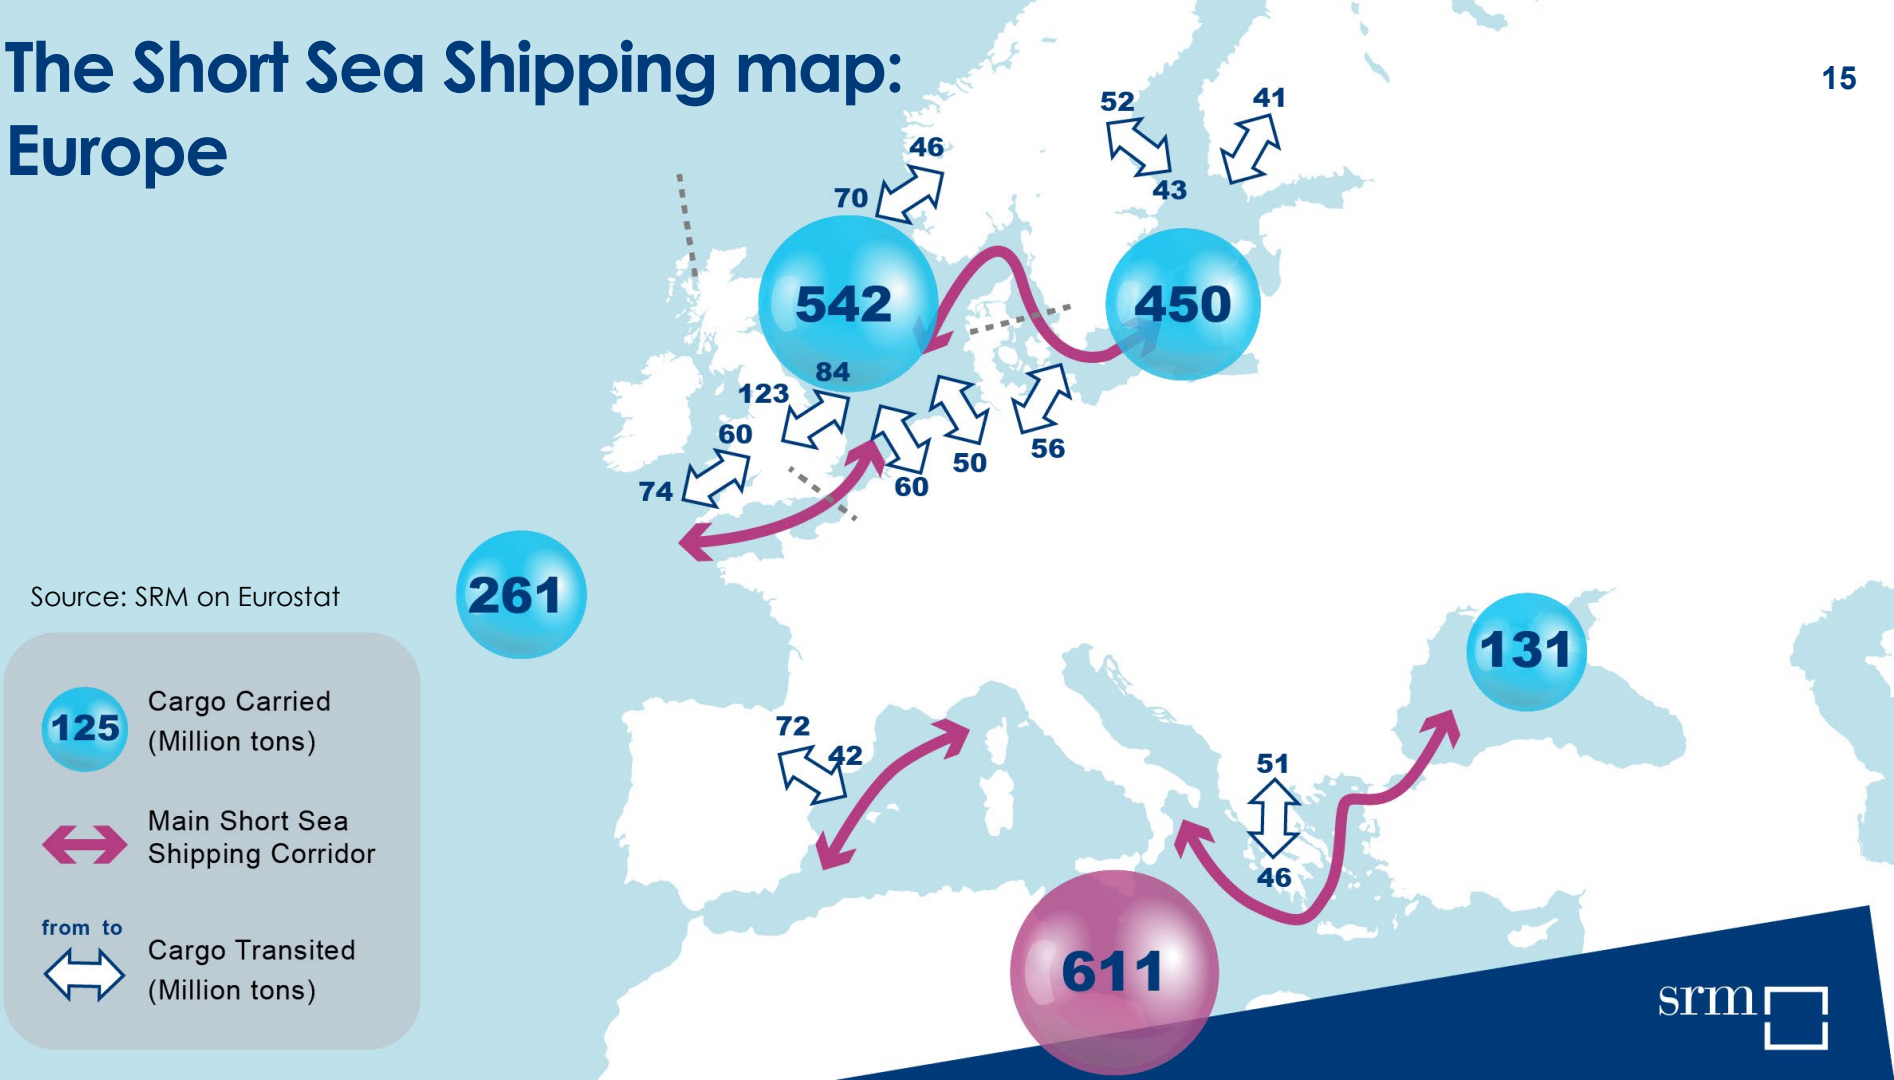 The Short Sea Shipping map:
Europe
15
52
41
46
43
70
542
450
84
123
60
56
50
74
60
261
Source: SRM on Eurostat
131
125
Cargo Carried
(Million tons)
72
42
51
Main Short Sea
Shipping Corridor
46
from to
Cargo Transited
(Million tons)
611
srm